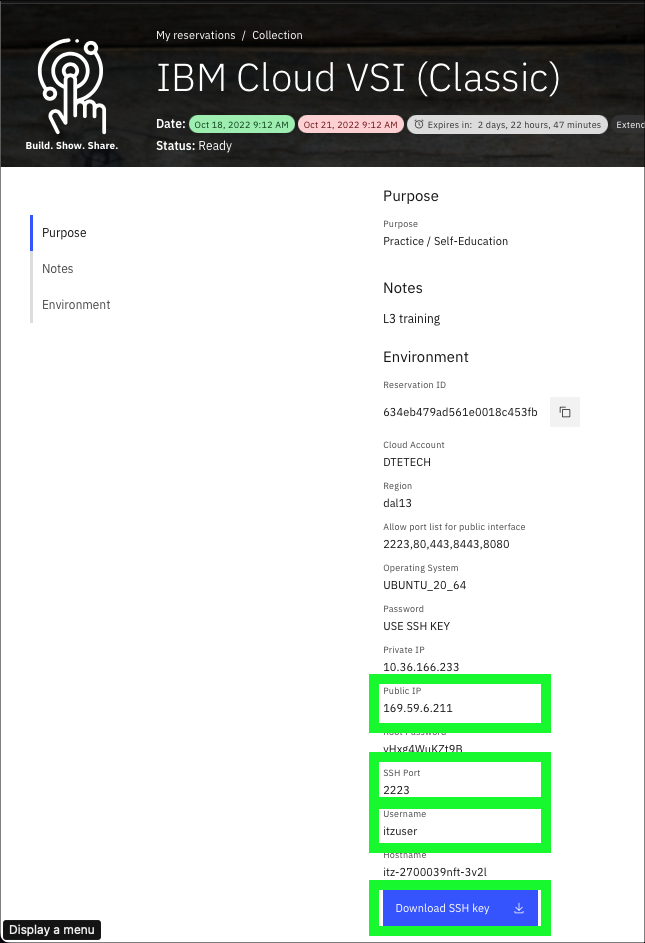 My reservations / Collection
IBM Cloud VSI (Classic)
Build. Show. Share.
Date: Oct 18, 2022 9:12 AM Oct 21, 2022 9:12 AM Expires in: 2 days, 22 hours, 47 minutes Extend
Status: Ready
Purpose
Notes
Environment
Purpose
Purpose
Practice / Self-Education
Notes
L3 training
Environment
Reservation ID
634eb479ad561e0018c453fb
Cloud Account
DTETECH
Region
dal13
Allow port list for public interface
2223,80,443,8443,8080
Operating System
UBUNTU_20_64
Password
USE SSH KEY
Private IP
10.36.166.233
Public IP
169.59.6.211
SSH Port
2223
Username
itzuser
Hostname
itz-2700039nft-3v2l
Download SSH key
Display a menu